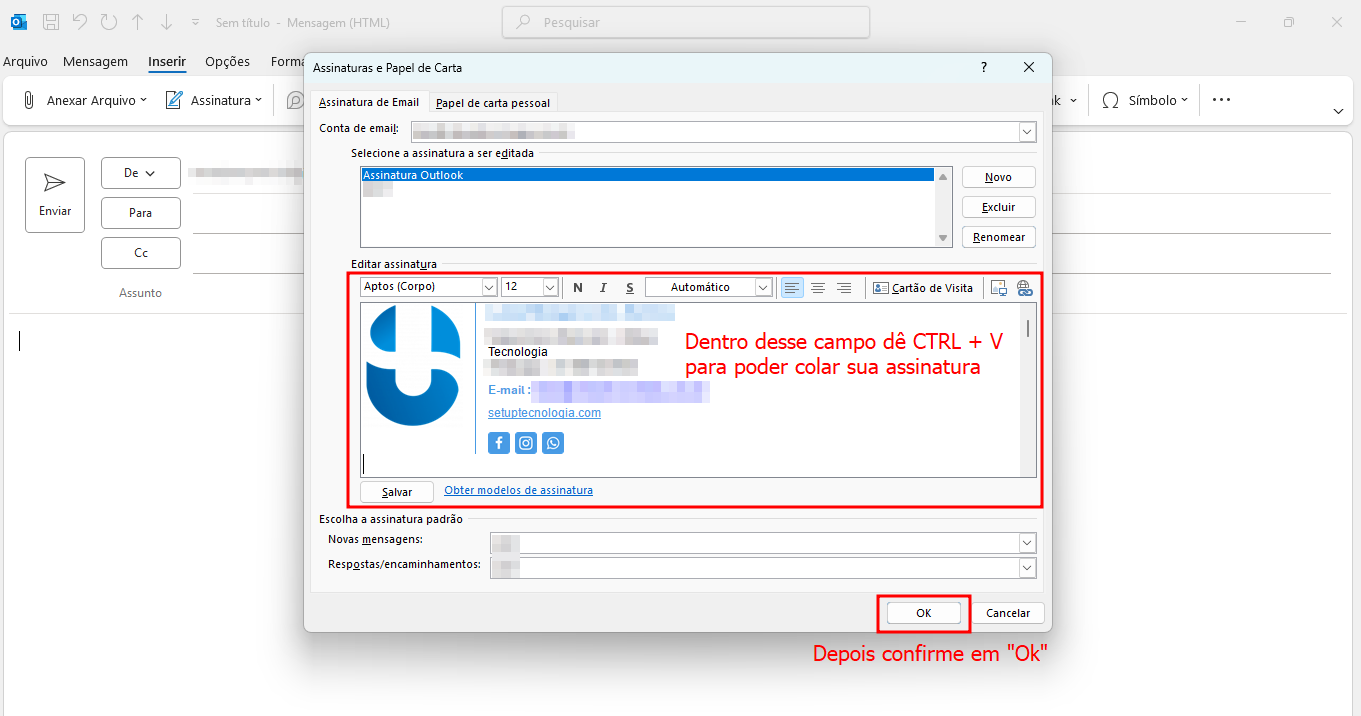 Sem título - Mensagem (HTML)
Pesquisar
Arquivo Mensagem Inserir Opções Forma
Anexar Arquivo Assinatura
nk Símbolo
Enviar
De
Para
Cc
Assunto
Assinaturas e Papel de Carta
?
Assinatura de Email Papel de carta pessoal
Conta de email:
Selecione a assinatura a ser editada
Assinatura Outlook
Novo
Excluir
Renomear
Editar assinatura
Aptos (Corpo) 12 N I S Automático Cartão de Visita
Tecnologia
E-mail :
setuptecnologia.com
Dentro desse campo dê CTRL + V
para poder colar sua assinatura
Salvar Obter modelos de assinatura
Escolha a assinatura padrão
Novas mensagens:
Respostas/encaminhamentos:
OK Cancelar
Depois confirme em "Ok"